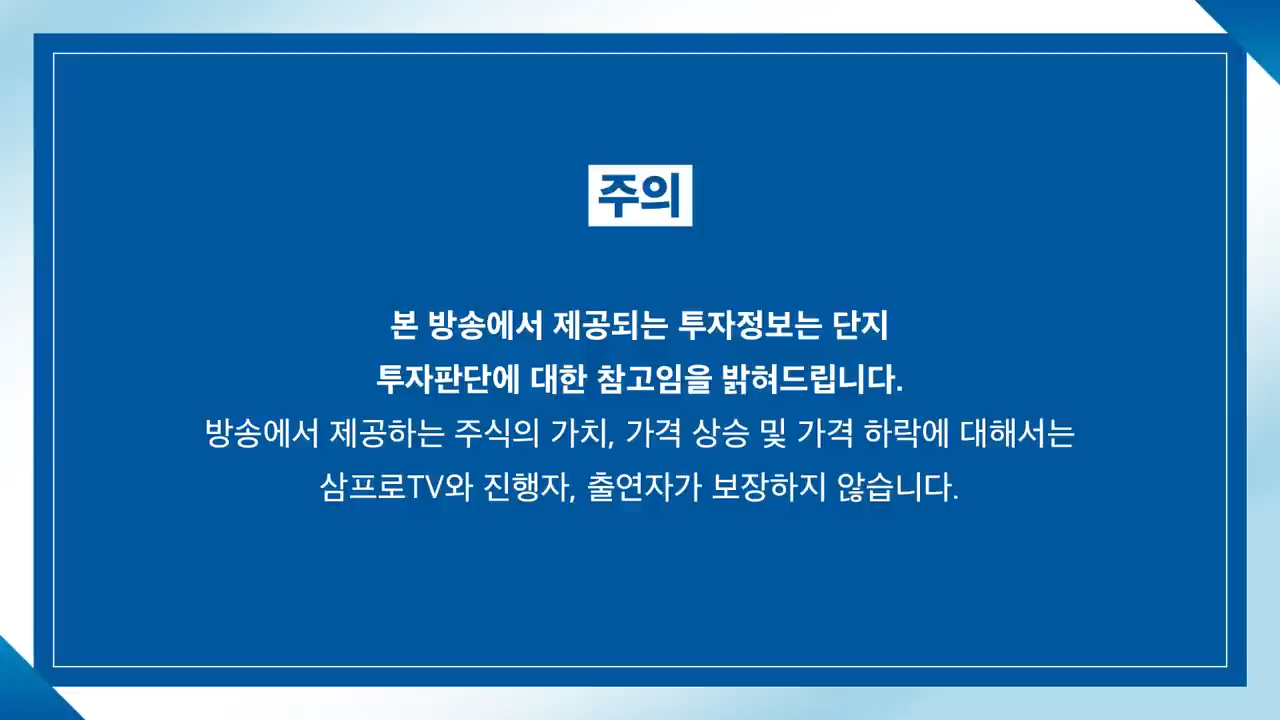 주의
본 방송에서 제공되는 투자정보는 단지
투자판단에 대한 참고임을 밝혀드립니다.
방송에서 제공하는 주식의 가치, 가격 상승 및 가격 하락에 대해서는
삼프로TV와 진행자, 출연자가 보장하지 않습니다.